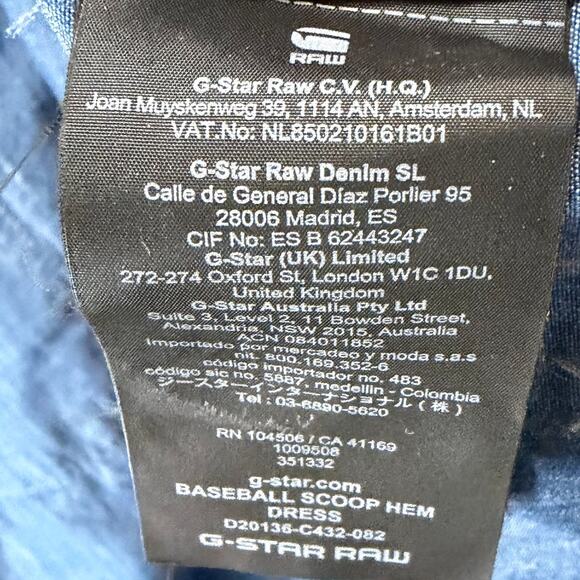 RAW
G-Star Raw C.V. (H.Q.)
Joan Muyskenweg 39, 1114 AN, Amsterdam, NL
VAT.No: NL850210161B01
G-Star Raw Denim SL
Calle de General Díaz Porlier 95
28006 Madrid, ES
CIF No: ES B 62443247
G-Star (UK) Limited
272-274 Oxford St, London W1C 1DU,
United Kingdom
G-Star Australia Pty Ltd
Suite 3, Level 2, 11 Bowden Street,
Alexandria, NSW 2015, Australia
ACN 084011852
Importado por mercadeo y moda s.a.s
nit. 800.169.352-6
código importador no. 483
código sic no. 5887, medellin - Colombia
ジースターインターナショナル(株)
Tel : 03-6890-5620
RN 104506 / CA 41169
1009508
351332
g-star.com
BASEBALL SCOOP HEM
DRESS
D20136-C432-082
G-STAR RAW